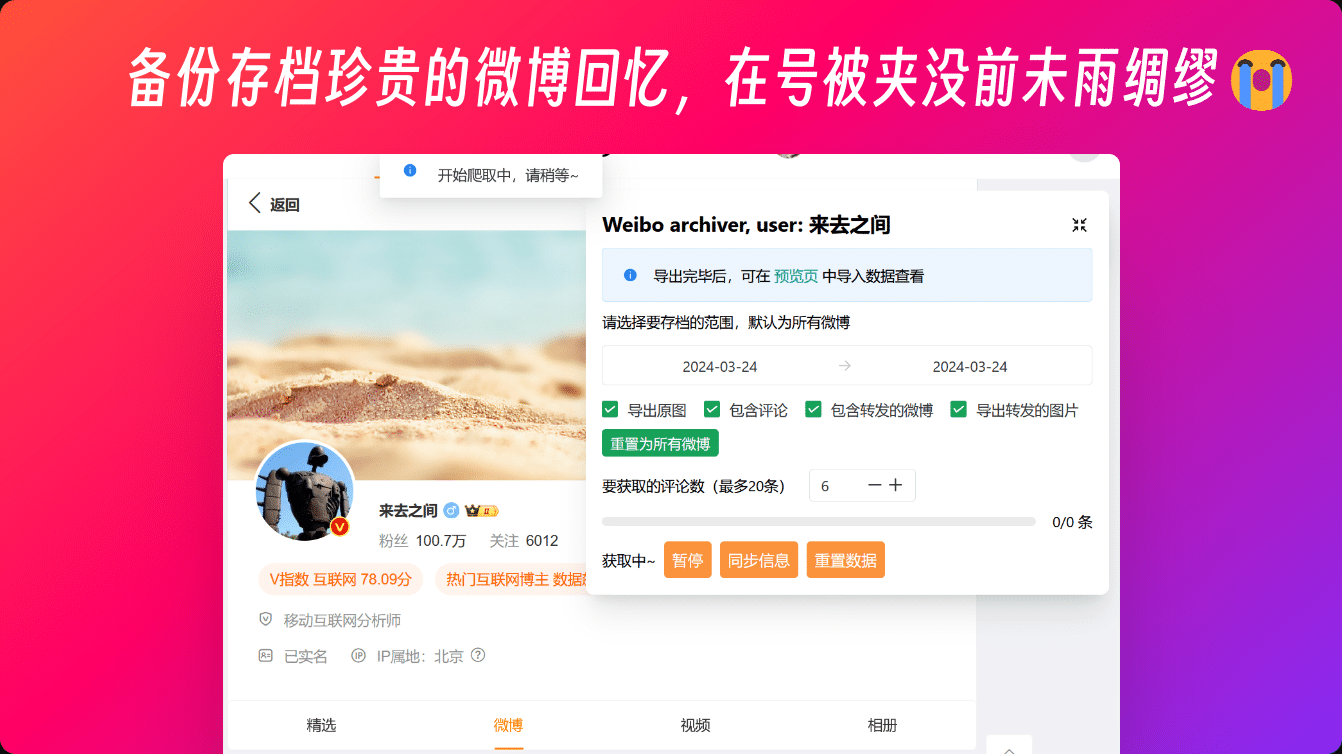 备份存档珍贵的微博回忆，在号被夹没前未雨绸缪😭
开始爬取中，请稍等~
返回
Weibo archiver, user: 来去之间
导出完毕后，可在 预览页 中导入数据查看
请选择要存档的范围，默认为所有微博
2024-03-24 → 2024-03-24
导出原图 包含评论 包含转发的微博 导出转发的图片
重置为所有微博
要获取的评论数（最多20条） 6 — +
0/0 条
获取中~ 暂停 同步信息 重置数据
来去之间 II
粉丝 100.7万 关注 6012
V指数 互联网 78.09分 热门互联网博主 数据
移动互联网分析师
已实名 IP IP属地：北京
精选 微博 视频 相册